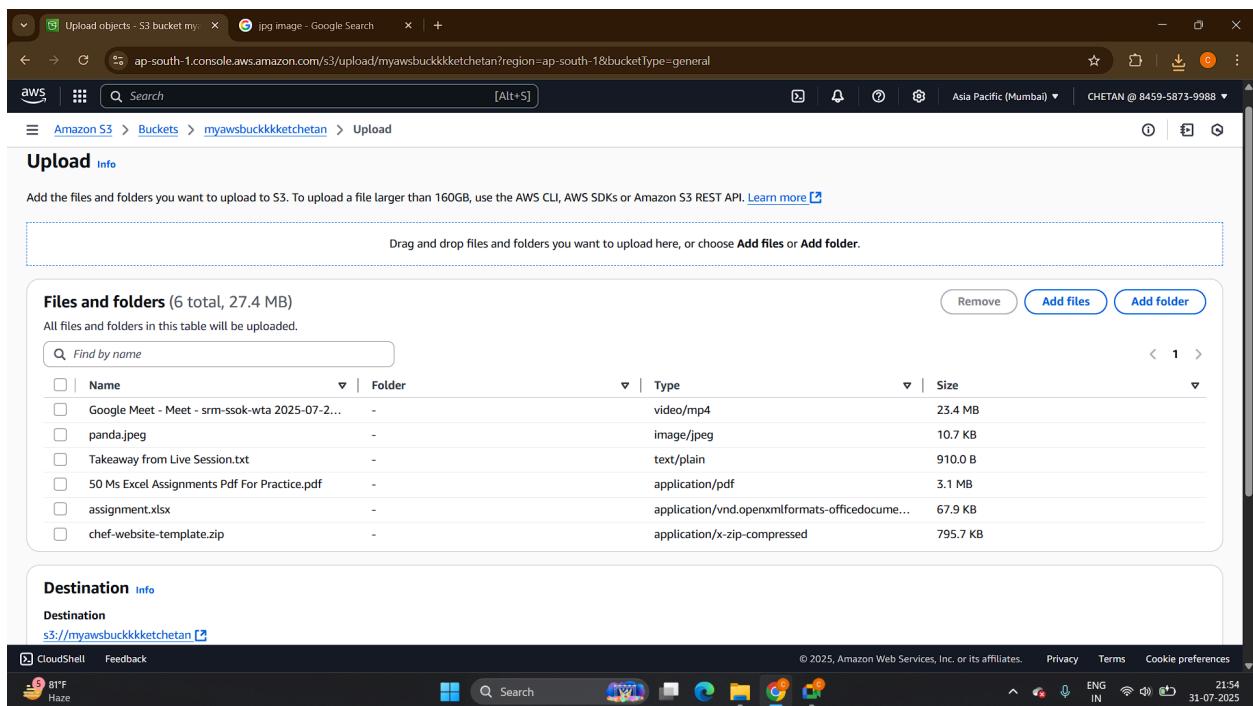 Upload objects - S3 bucket mya
jpg image - Google Search
ap-south-1.console.aws.amazon.com/s3/upload/myawsbuckkkketchetan?region=ap-south-1&bucketType=general
C
aws
Search [Alt+S]
Asia Pacific (Mumbai) ▼
CHETAN @ 8459-5873-9988 ▼
Amazon S3 > Buckets > myawsbuckkkketchetan > Upload
Upload Info
Add the files and folders you want to upload to S3. To upload a file larger than 160GB, use the AWS CLI, AWS SDKs or Amazon S3 REST API. Learn more
Drag and drop files and folders you want to upload here, or choose Add files or Add folder.
Files and folders (6 total, 27.4 MB)
Remove
Add files
Add folder
All files and folders in this table will be uploaded.
Find by name
< 1 >
Name Folder Type Size
Google Meet - Meet - srm-ssok-wta 2025-07-2... - video/mp4 23.4 MB
panda.jpeg - image/jpeg 10.7 KB
Takeaway from Live Session.txt - text/plain 910.0 B
50 Ms Excel Assignments Pdf For Practice.pdf - application/pdf 3.1 MB
assignment.xlsx - application/vnd.openxmlformats-officedocume... 67.9 KB
chef-website-template.zip - application/x-zip-compressed 795.7 KB
Destination Info
Destination
s3://myawsbuckkkketchetan
CloudShell Feedback © 2025, Amazon Web Services, Inc. or its affiliates. Privacy Terms Cookie preferences
5
81°F
Haze
Search
ENG
IN
21:54
31-07-2025